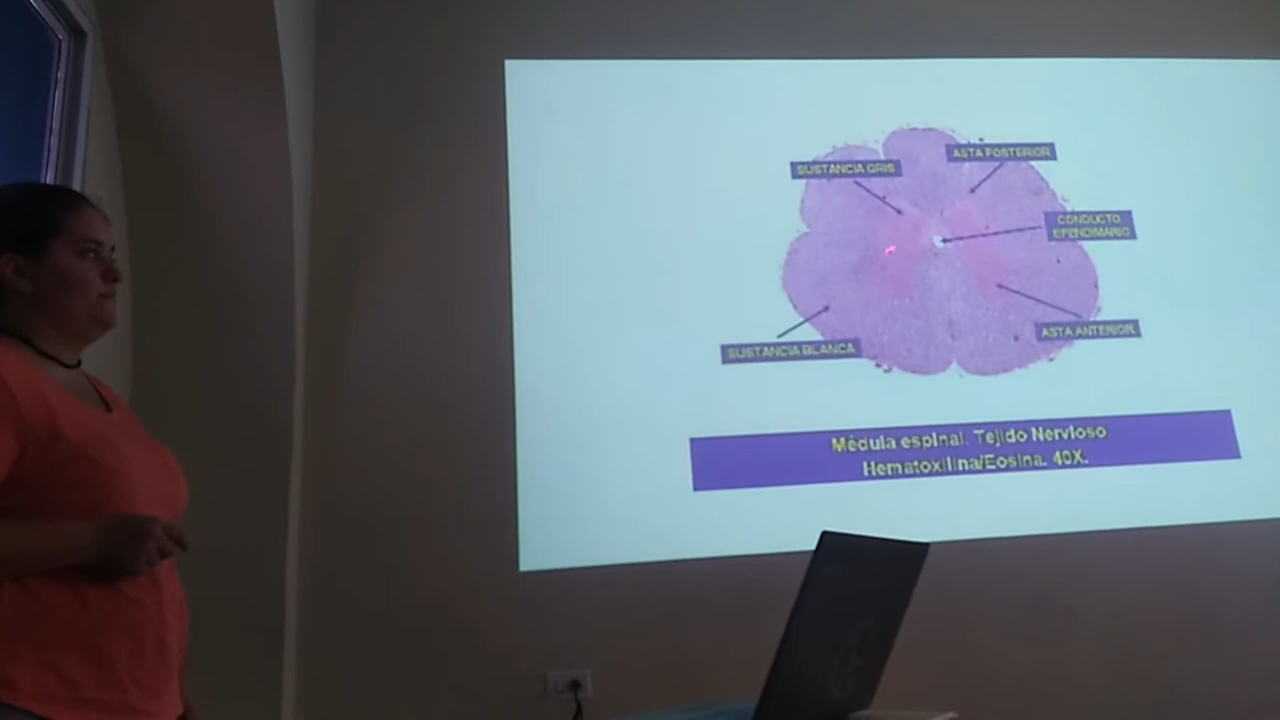 ASTA POSTERIOR
SUSTANCIA GRIS
CONDUCTO
EPENDIMARIO
ASTA ANTERIOR
SUSTANCIA BLANCA
Médula espinal. Tejido Nervioso
Hematoxilina/Eosina. 40X.